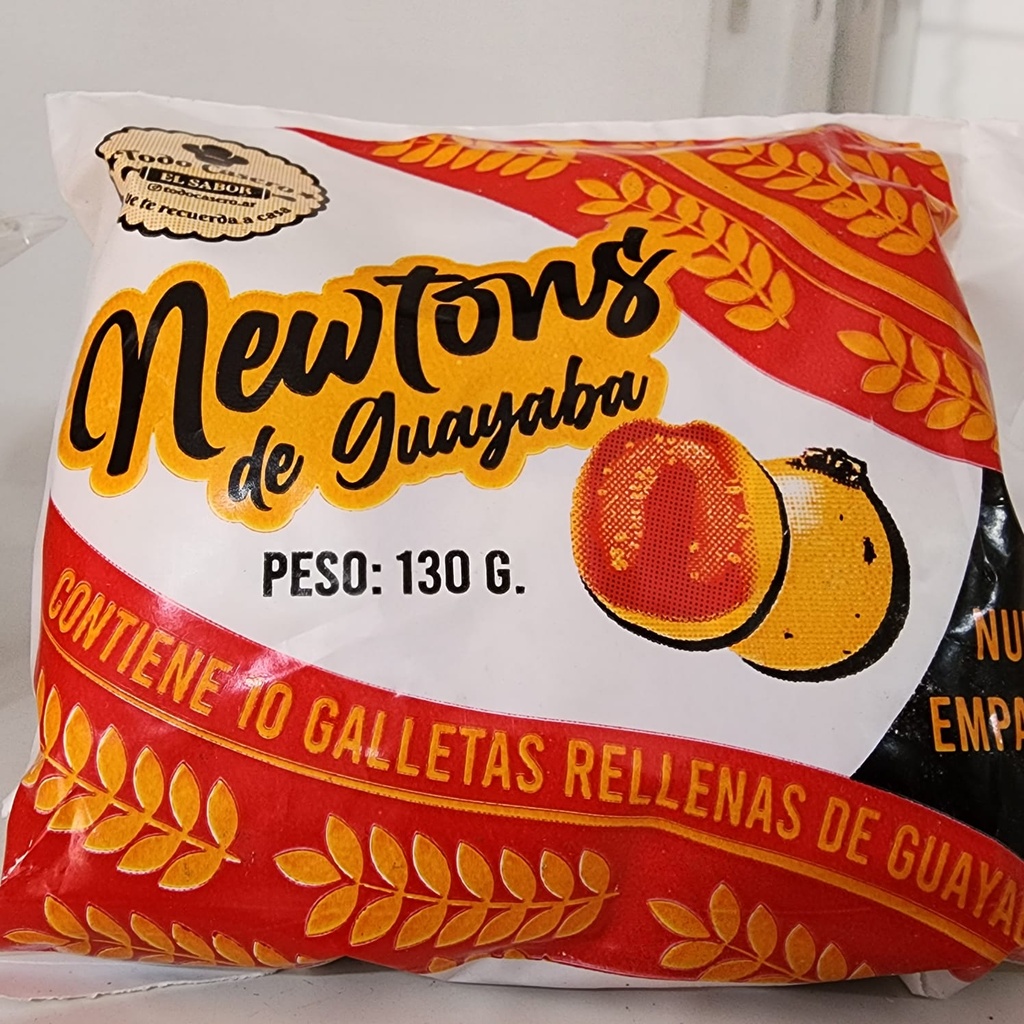 Todo Casero
EL SABOR
@todocasero.ar
ue te recuerda a casa
Newtons
de guayaba
PESO: 130 G.
CONTIENE 10 GALLETAS RELLENAS DE GUAYA
NU
EMPA